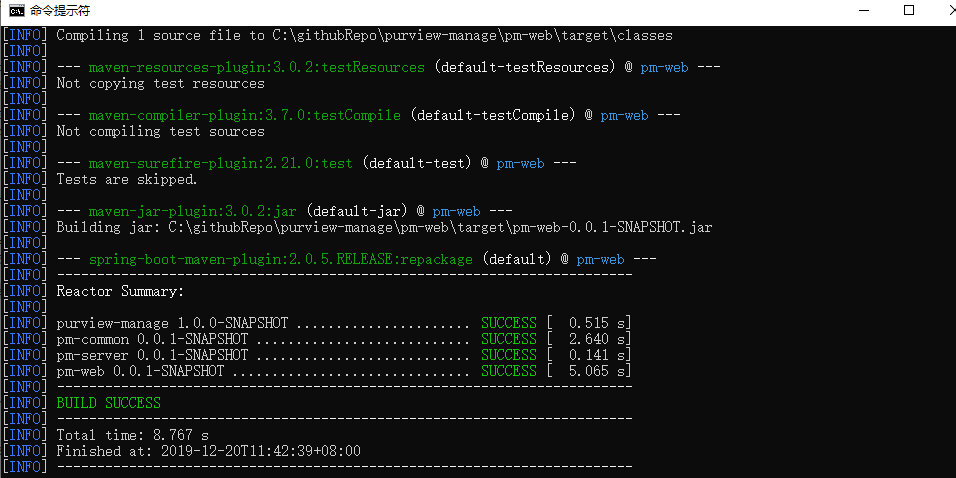 命令提示符
[INFO] Compiling 1 source file to C:\githubRepo\purview-manage\pm-web\target\classes
[INFO]
[INFO] --- maven-resources-plugin:3.0.2:testResources (default-testResources) @ pm-web ---
[INFO] Not copying test resources
[INFO]
[INFO] --- maven-compiler-plugin:3.7.0:testCompile (default-testCompile) @ pm-web ---
[INFO] Not compiling test sources
[INFO]
[INFO] --- maven-surefire-plugin:2.21.0:test (default-test) @ pm-web ---
[INFO] Tests are skipped.
[INFO]
[INFO] --- maven-jar-plugin:3.0.2:jar (default-jar) @ pm-web ---
[INFO] Building jar: C:\githubRepo\purview-manage\pm-web\target\pm-web-0.0.1-SNAPSHOT.jar
[INFO]
[INFO] --- spring-boot-maven-plugin:2.0.5.RELEASE:repackage (default) @ pm-web ---
[INFO] ------------------------------------------------------------------------
[INFO] Reactor Summary:
[INFO]
[INFO] purview-manage 1.0.0-SNAPSHOT ...................... SUCCESS [  0.515 s]
[INFO] pm-common 0.0.1-SNAPSHOT ........................... SUCCESS [  2.640 s]
[INFO] pm-server 0.0.1-SNAPSHOT ........................... SUCCESS [  0.141 s]
[INFO] pm-web 0.0.1-SNAPSHOT .............................. SUCCESS [  5.065 s]
[INFO] ------------------------------------------------------------------------
[INFO] BUILD SUCCESS
[INFO] ------------------------------------------------------------------------
[INFO] Total time: 8.767 s
[INFO] Finished at: 2019-12-20T11:42:39+08:00
[INFO] ------------------------------------------------------------------------